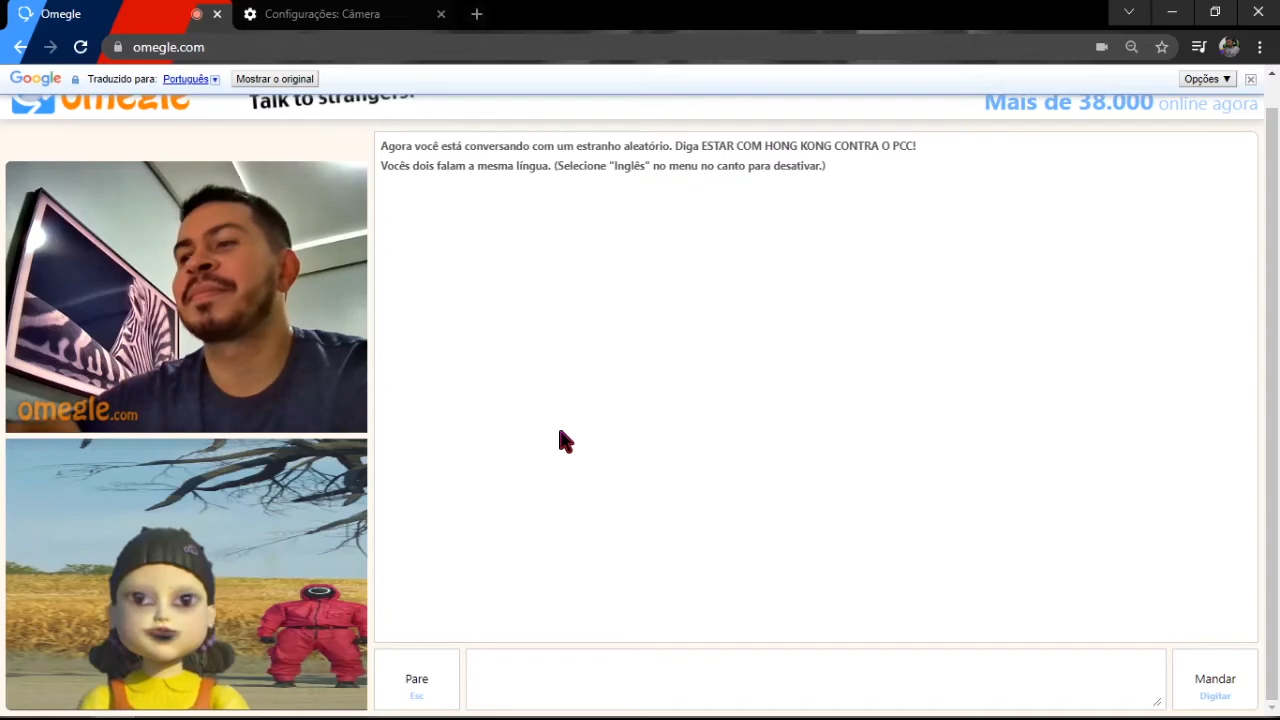 Omegle
Configurações: Câmera
omegle.com
Google Traduzido para: Português Mostrar o original Opções ▼
omegle Talk to strangers! Mais de 38.000 online agora
Agora você está conversando com um estranho aleatório. Diga ESTAR COM HONG KONG CONTRA O PCC!
Vocês dois falam a mesma língua. (Selecione "Inglês" no menu no canto para desativar.)
omegle.com
Pare
Esc
Mandar
Digitar